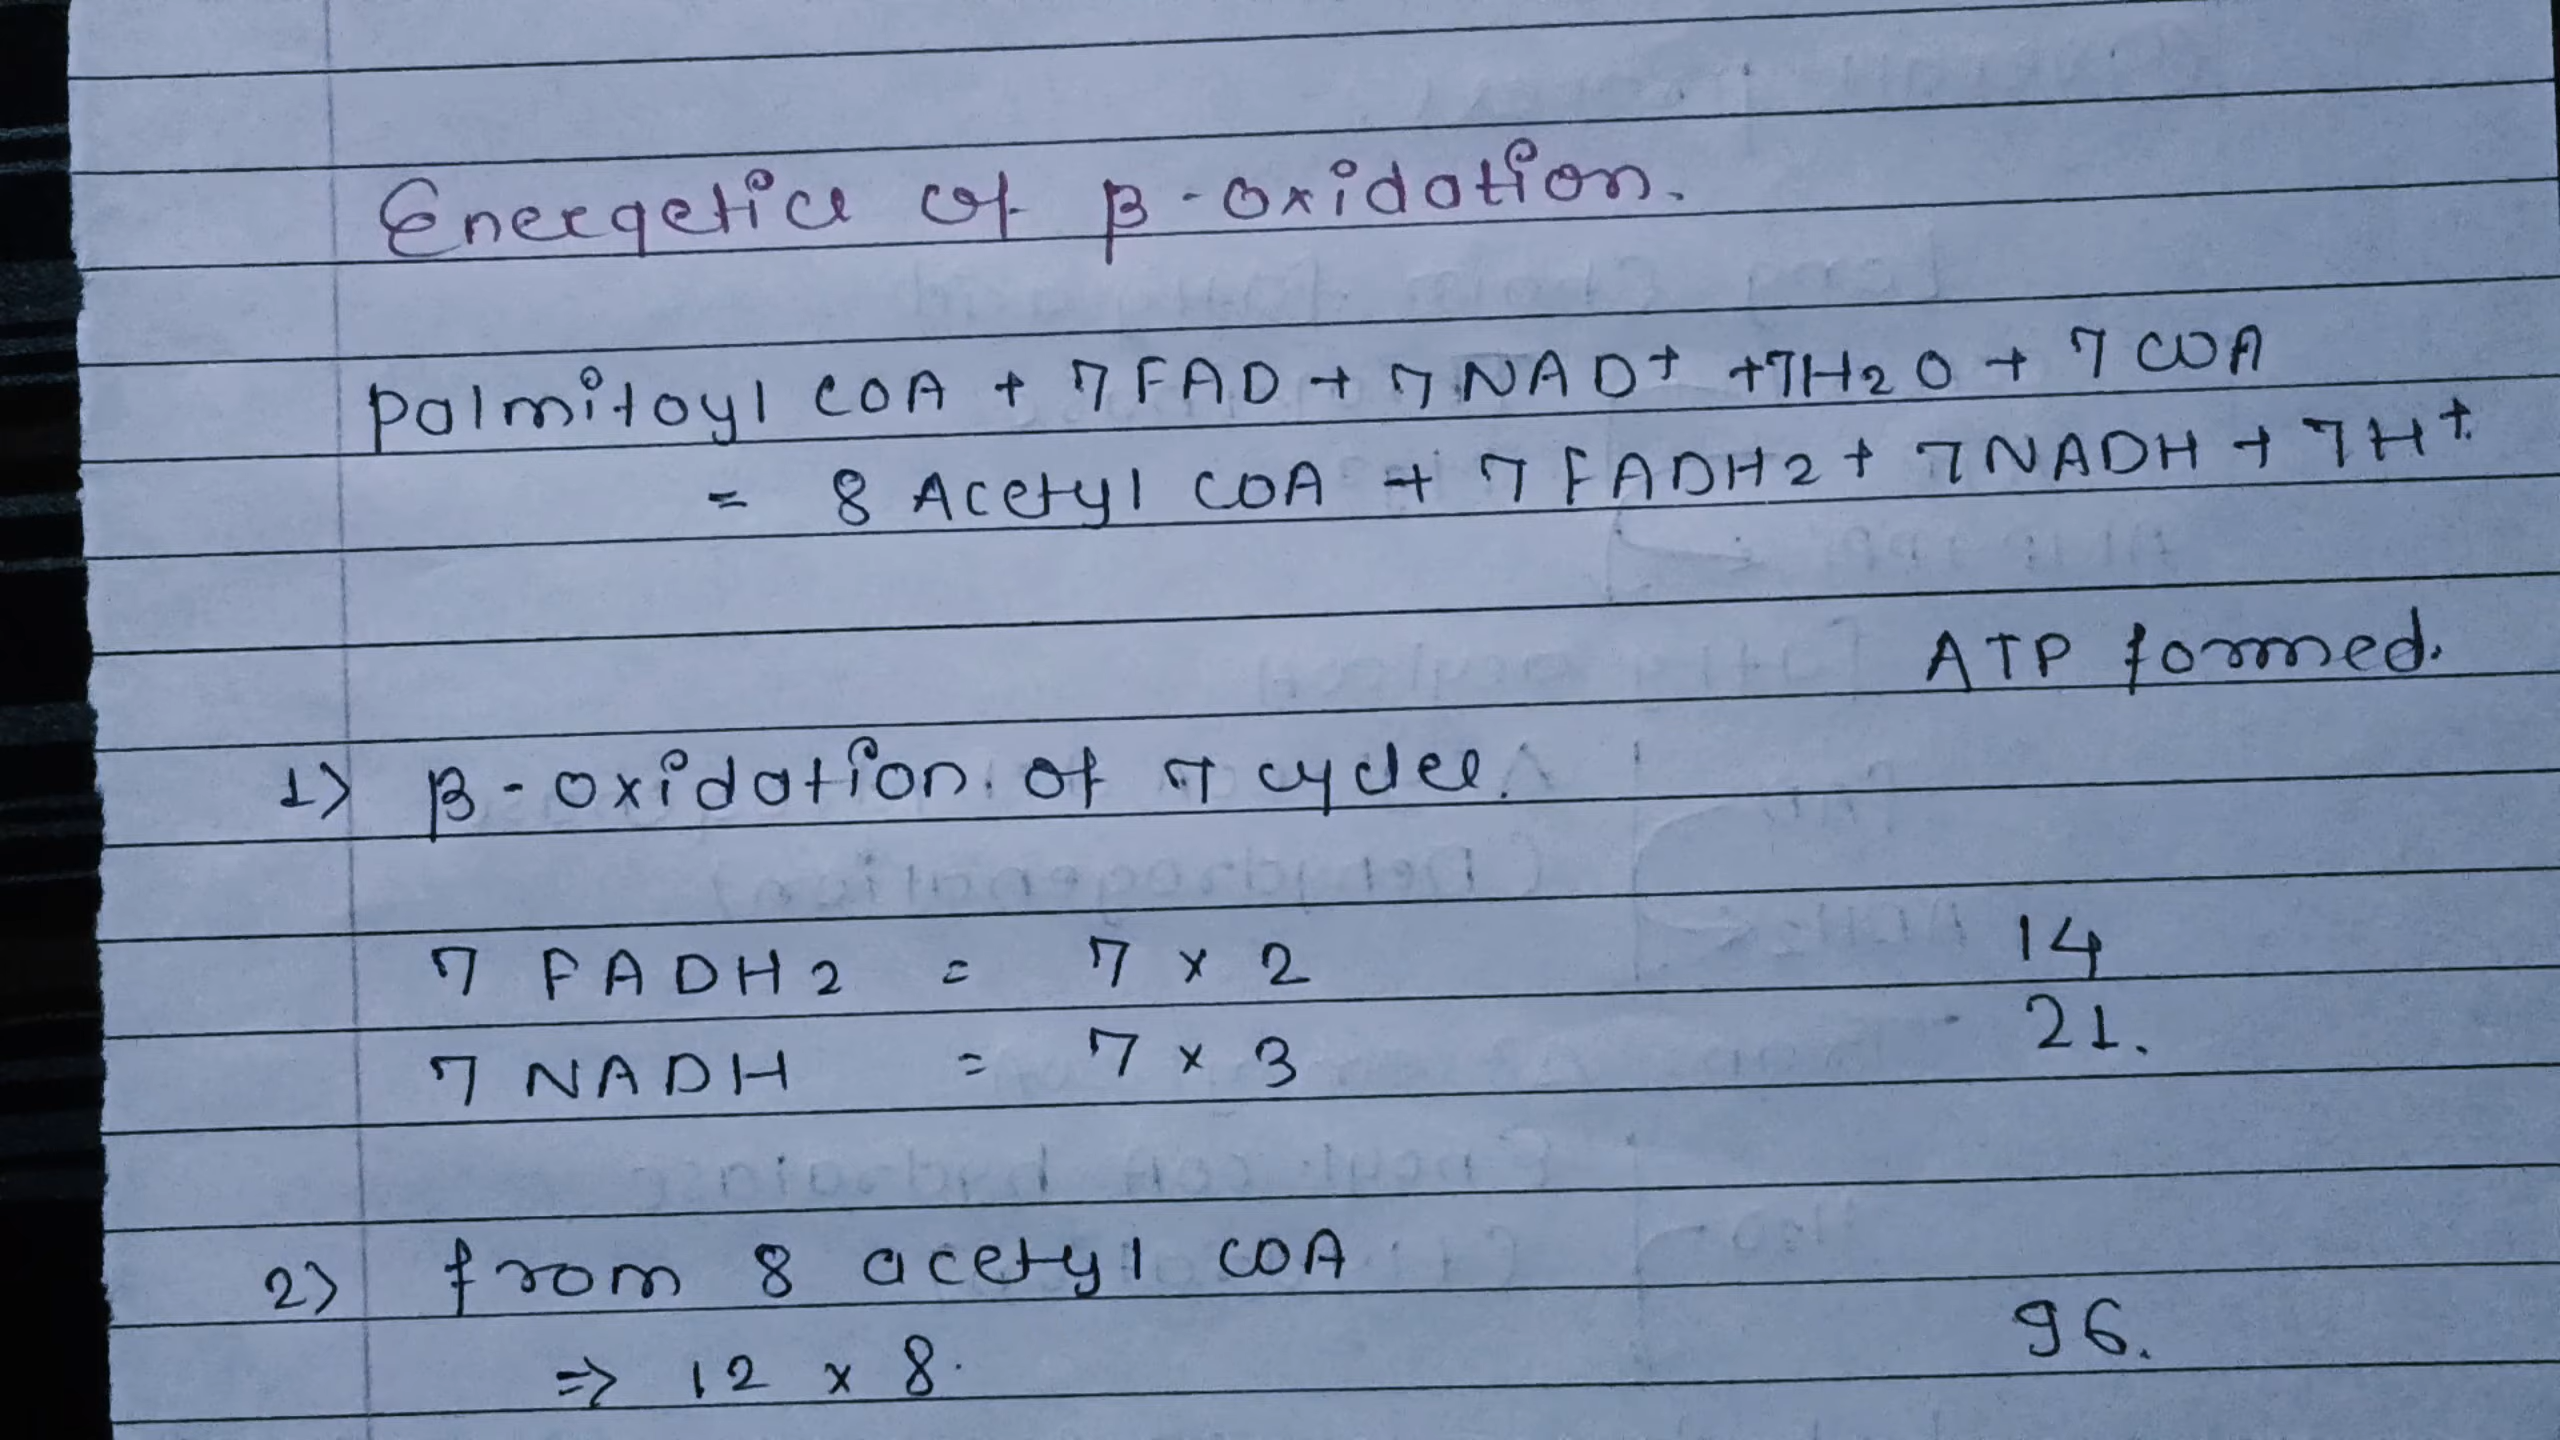 Energetics of β-oxidation.
palmitoyl COA + 7 FAD + 7 NAD+ +7H2O + 7 COA
= 8 Acetyl COA + 7 FADH2 + 7 NADH + 7H+.
ATP formed.
1) β-oxidation of 7 cycles.
7 FADH2 = 7 x 2 14
7 NADH = 7 x 3 21.
2) from 8 acetyl COA
=> 12 x 8. 96.